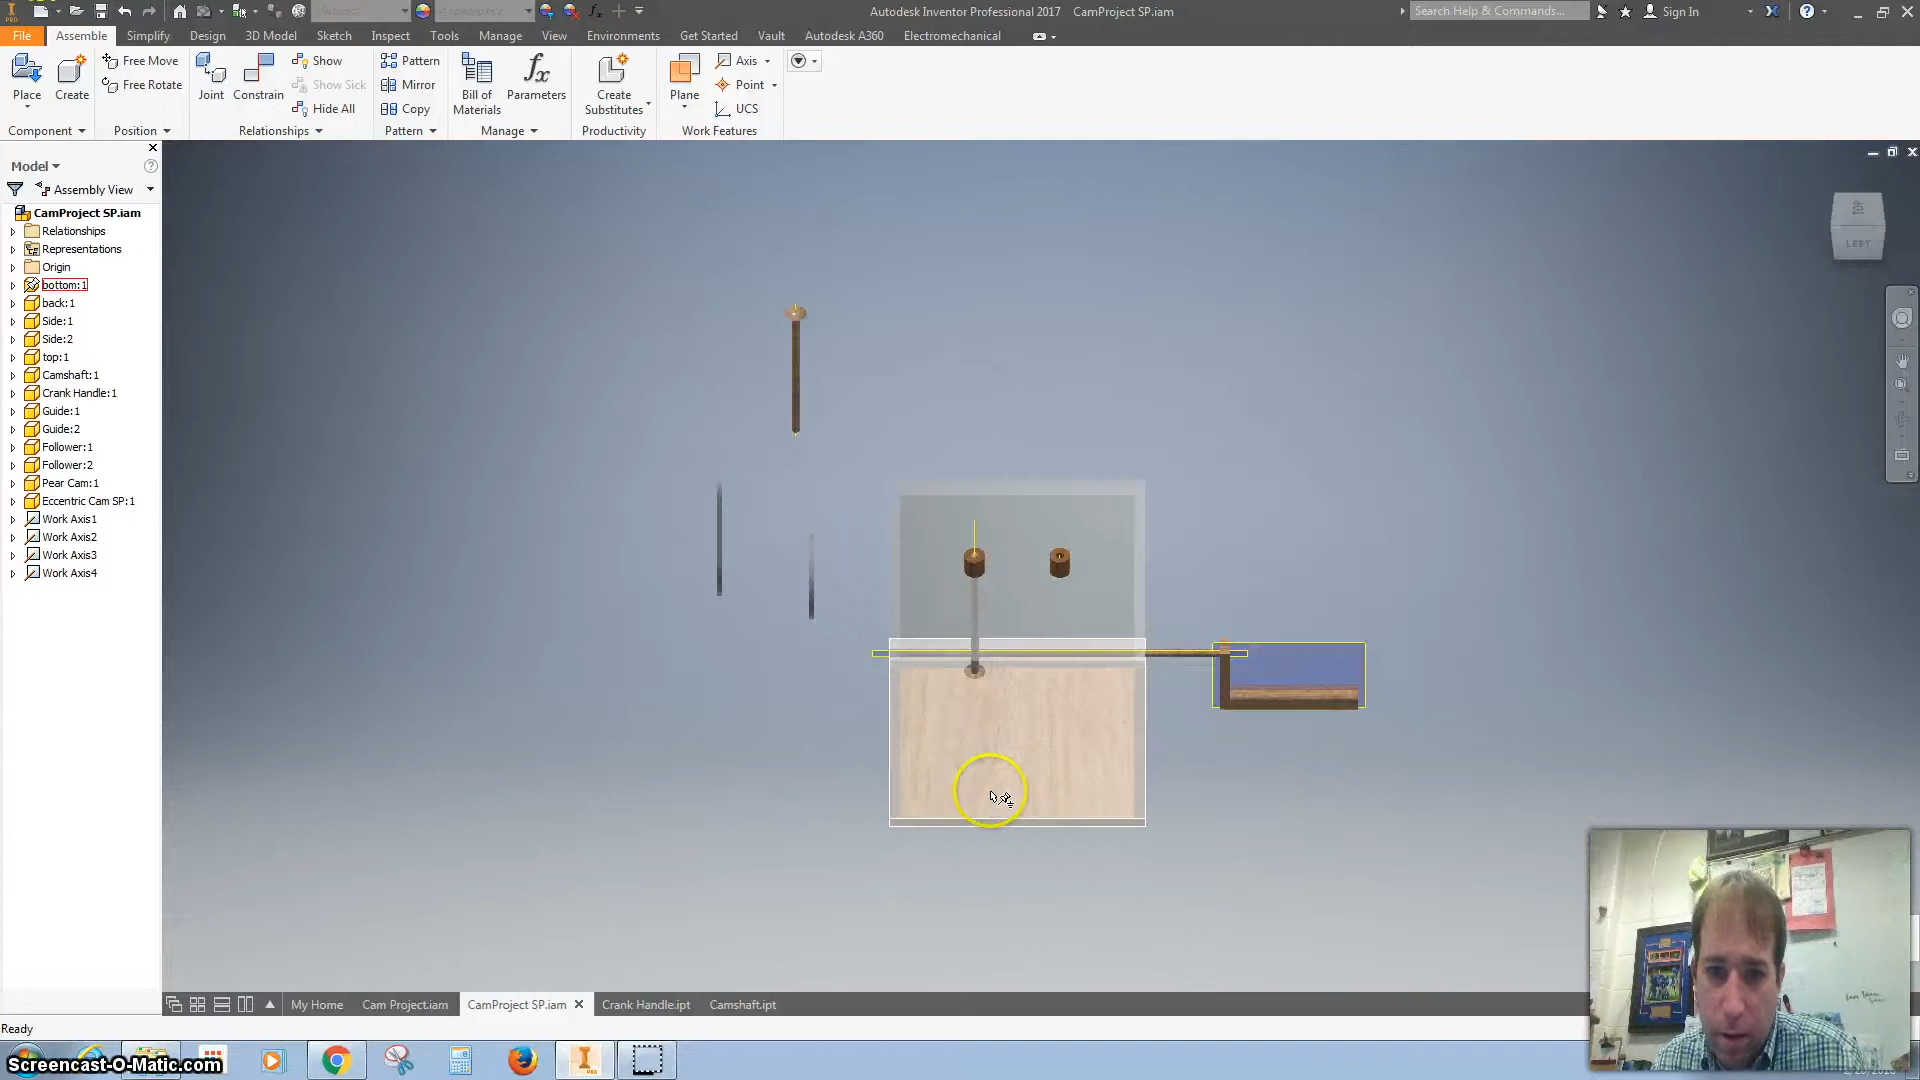 Autodesk Inventor Professional 2017 CamProject SP.iam
Search Help & Commands... Sign In
File Assemble Simplify Design 3D Model Sketch Inspect Tools Manage View Environments Get Started Vault Autodesk A360 Electromechanical
Place
Create
Free Move
Free Rotate
Joint
Constrain
Show
Show Sick
Hide All
Pattern
Mirror
Copy
Bill of
Materials
Parameters
Create
Substitutes
Plane
Axis
Point
UCS
Component Position Relationships Pattern Manage Productivity Work Features
Model
Assembly View
CamProject SP.iam
Relationships
Representations
Origin
bottom:1
back:1
Side:1
Side:2
top:1
Camshaft:1
Crank Handle:1
Guide:1
Guide:2
Follower:1
Follower:2
Pear Cam:1
Eccentric Cam SP:1
Work Axis1
Work Axis2
Work Axis3
Work Axis4
LEFT
My Home Cam Project.iam CamProject SP.iam Crank Handle.ipt Camshaft.ipt
Ready
Screencast-O-Matic.com